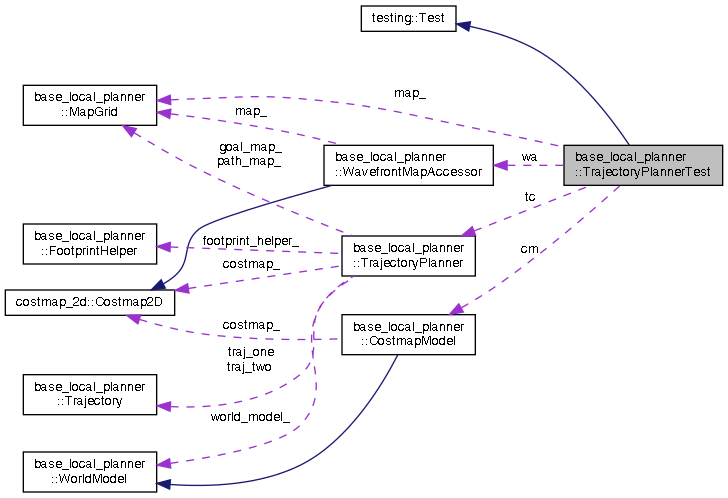 testing::Test
base_local_planner
::MapGrid
map_
map_
goal_map_
path_map_
base_local_planner
::WavefrontMapAccessor
wa
base_local_planner
::TrajectoryPlannerTest
tc
cm
base_local_planner
::FootprintHelper
footprint_helper_
costmap_
base_local_planner
::TrajectoryPlanner
costmap_2d::Costmap2D
costmap_
base_local_planner
::CostmapModel
traj_one
traj_two
base_local_planner
::Trajectory
world_model_
base_local_planner
::WorldModel